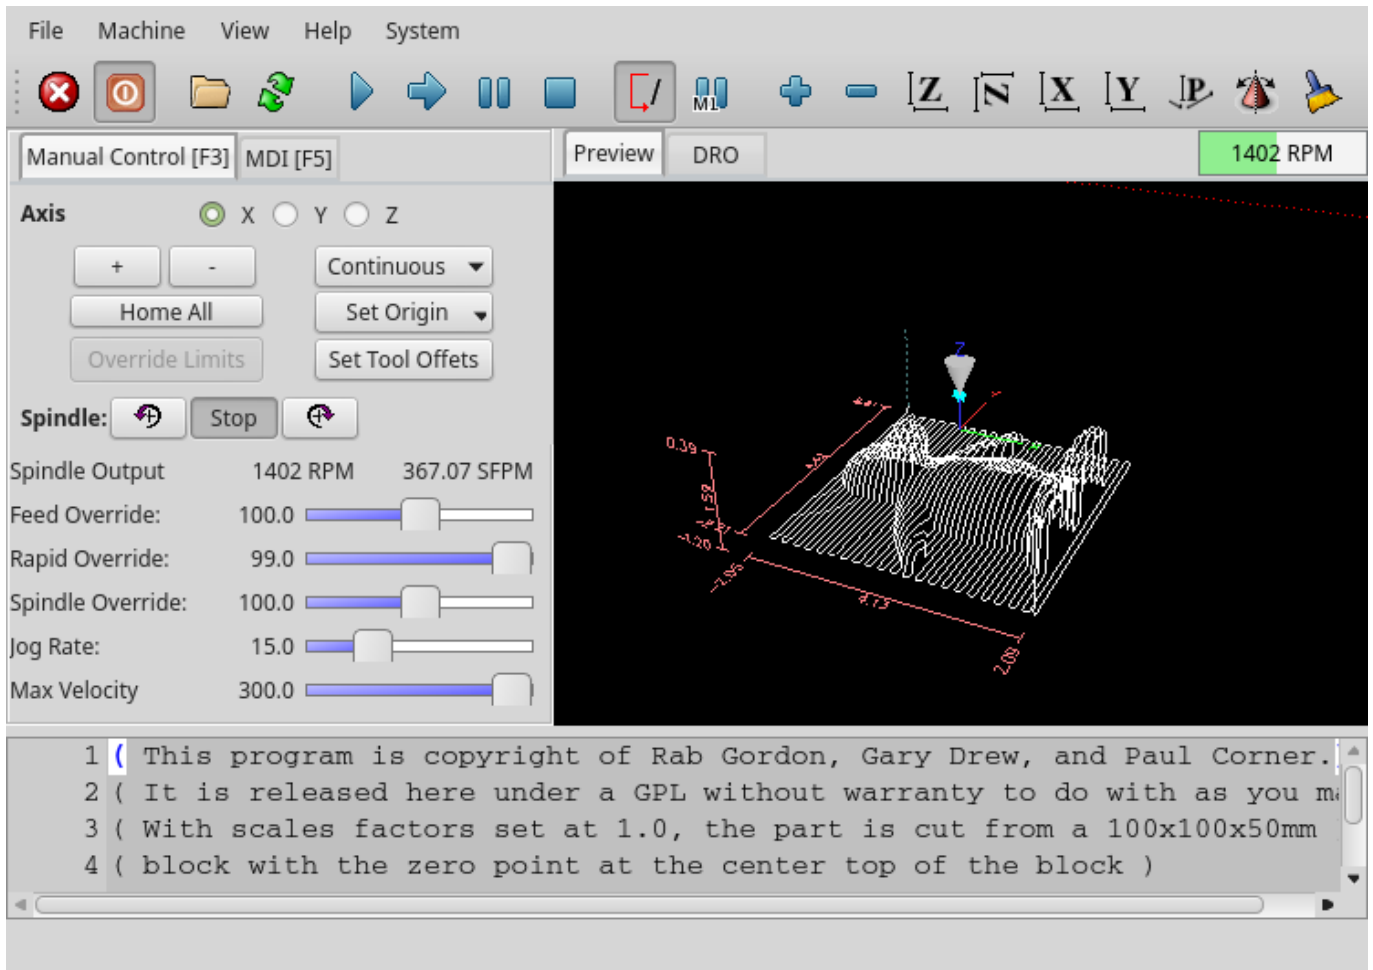 File Machine View Help System
M1 Z N X Y P
Manual Control [F3] MDI [F5] Preview DRO 1402 RPM
Axis X Y Z
+ - Continuous
Home All Set Origin
Override Limits Set Tool Offets
Spindle: Stop
Spindle Output 1402 RPM 367.07 SFPM
Feed Override: 100.0
Rapid Override: 99.0
Spindle Override: 100.0
Jog Rate: 15.0
Max Velocity 300.0
Z
0.39
1.58
-1.20
4.13
2.09
1 ( This program is copyright of Rab Gordon, Gary Drew, and Paul Corner.
2 ( It is released here under a GPL without warranty to do with as you ma
3 ( With scales factors set at 1.0, the part is cut from a 100x100x50mm
4 ( block with the zero point at the center top of the block )